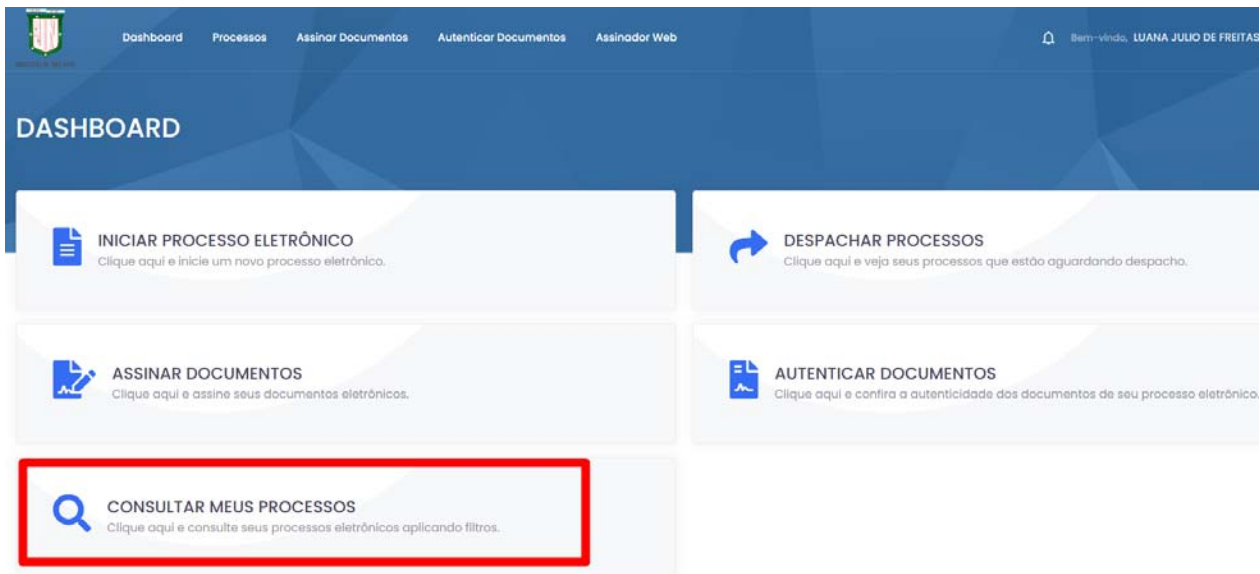 Dashboard Processos Assinar Documentos Autenticar Documentos Assinador Web
Bem-vindo, LUANA JULIO DE FREITAS
DASHBOARD
INICIAR PROCESSO ELETRÔNICO
Clique aqui e inicie um novo processo eletrônico.
DESPACHAR PROCESSOS
Clique aqui e veja seus processos que estão aguardando despacho.
ASSINAR DOCUMENTOS
Clique aqui e assine seus documentos eletrônicos.
AUTENTICAR DOCUMENTOS
Clique aqui e confira a autenticidade dos documentos de seu processo eletrônico.
CONSULTAR MEUS PROCESSOS
Clique aqui e consulte seus processos eletrônicos aplicando filtros.